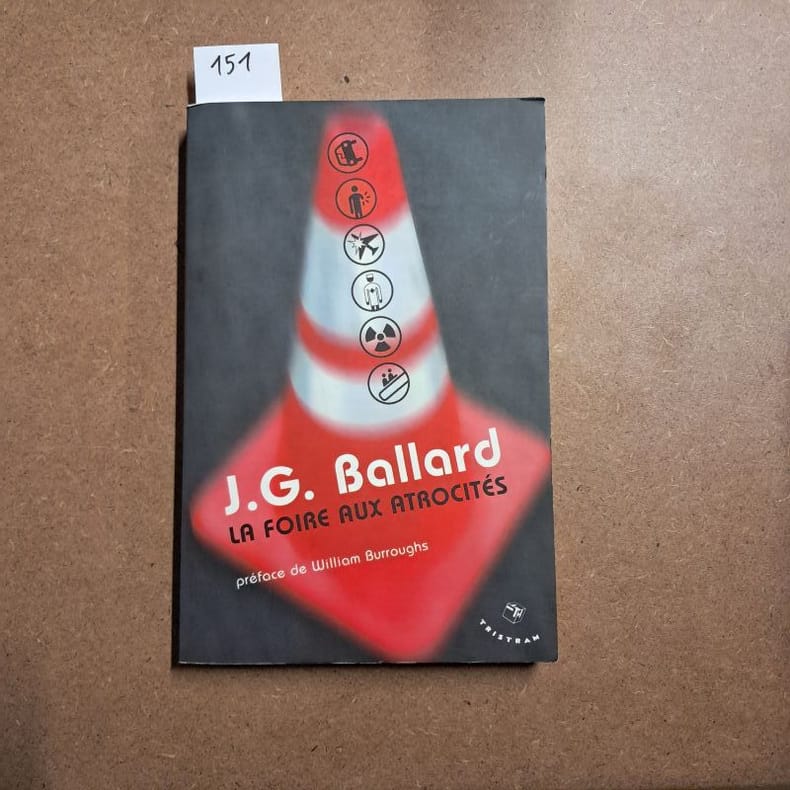 151
J.G. Ballard
LA FOIRE AUX ATROCITÉS
préface de William Burroughs
TRISTRAM